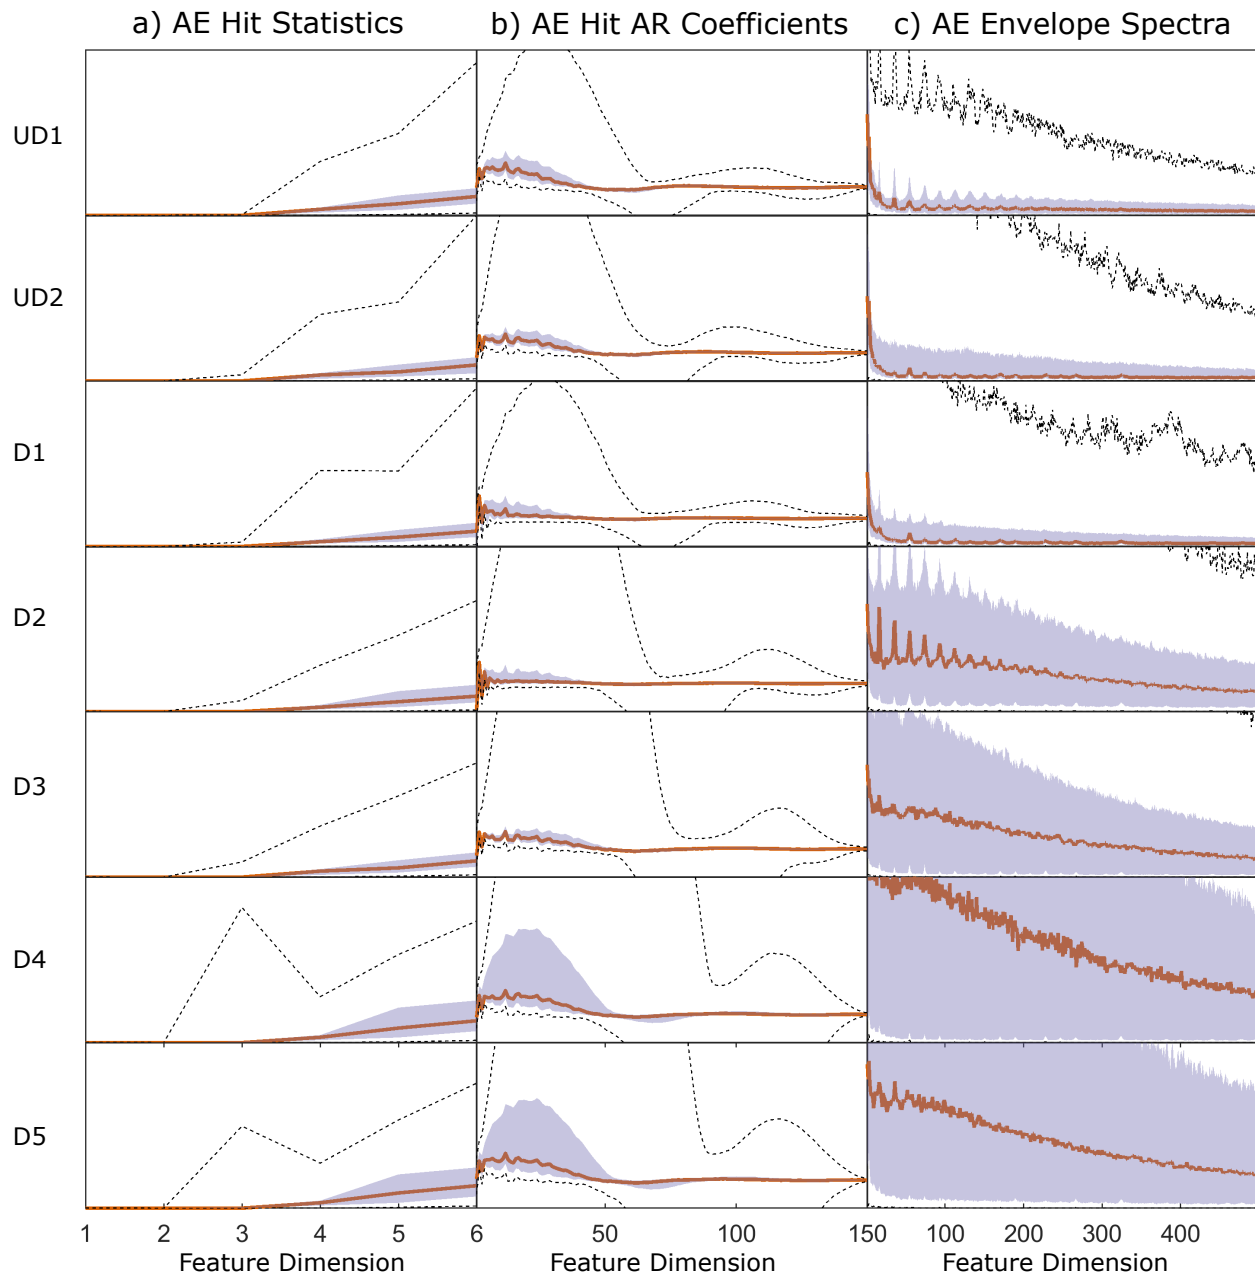 a) AE Hit Statistics
b) AE Hit AR Coefficients
c) AE Envelope Spectra
UD1
UD2
D1
D2
D3
D4
D5
1 2 3 4 5 6
6 50 100 150
100 200 300 400
Feature Dimension
Feature Dimension
Feature Dimension